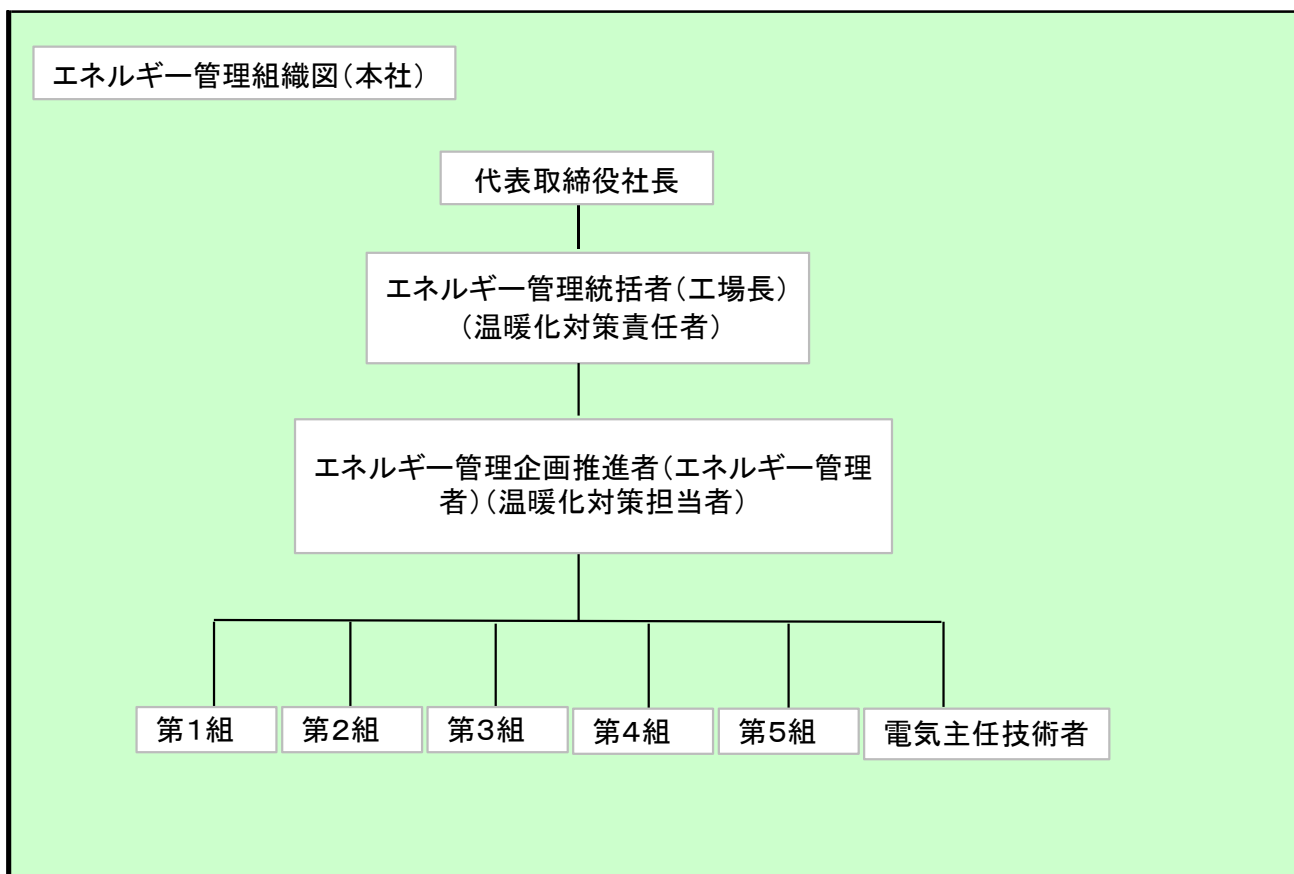 エネルギー管理組織図（本社）
代表取締役社長
エネルギー管理統括者（工場長）
（温暖化対策責任者）
エネルギー管理企画推進者（エネルギー管理
者）（温暖化対策担当者）
第１組
第２組
第３組
第４組
第５組
電気主任技術者